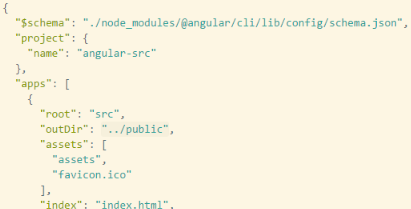 {
"$schema": "./node_modules/@angular/cli/lib/config/schema.json",
"project": {
"name": "angular-src"
},
"apps": [
{
"root": "src",
"outDir": "../public",
"assets": [
"assets",
"favicon.ico"
],
"index": "index.html",